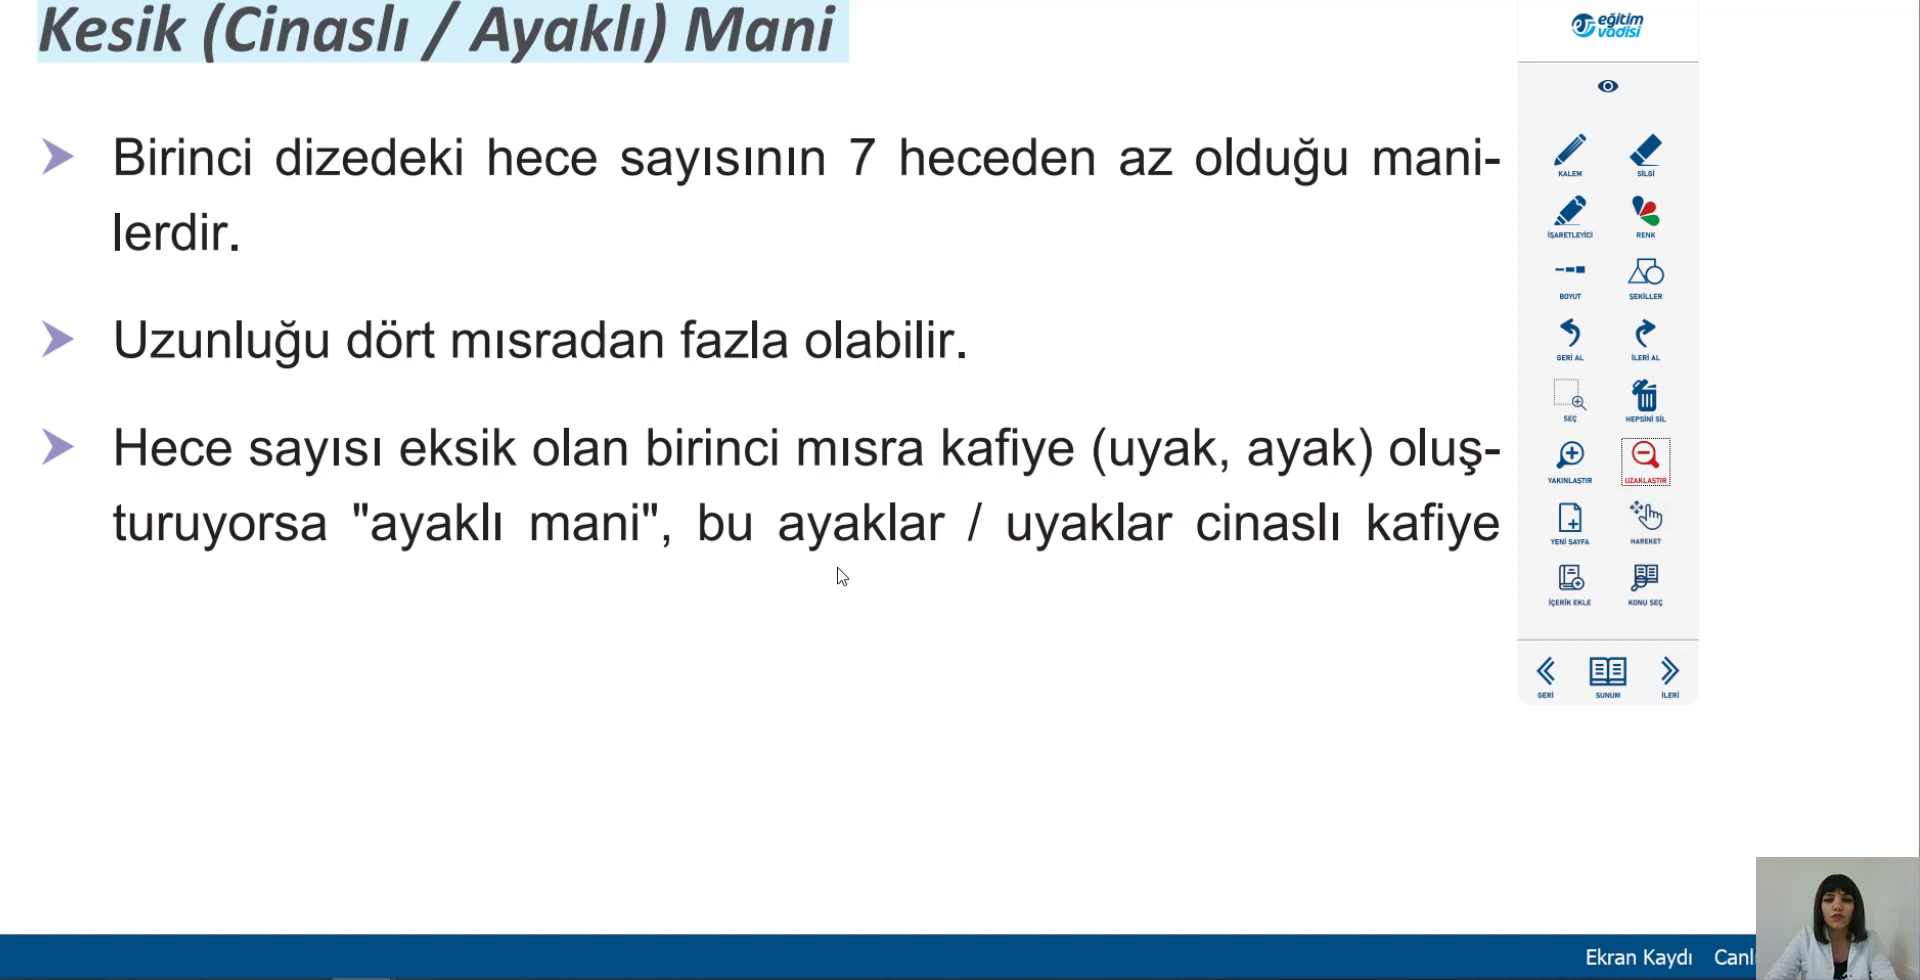 Kesik (Cinaslı / Ayaklı) Mani
Birinci dizedeki hece sayısının 7 heceden az olduğu mani-
lerdir.
Uzunluğu dört mısradan fazla olabilir.
Hece sayısı eksik olan birinci mısra kafiye (uyak, ayak) oluş-
turuyorsa "ayaklı mani", bu ayaklar / uyaklar cinaslı kafiye
eğitim
vadisi
KALEM SİLGİ
İŞARETLEYİCİ RENK
BOYUT ŞEKİLLER
GERİ AL İLERİ AL
SEÇ HEPSİNİ SİL
YAKINLAŞTIR UZAKLAŞTIR
YENİ SAYFA HAREKET
İÇERİK EKLE KONU SEÇ
GERİ SUNUM İLERİ
Ekran Kaydı